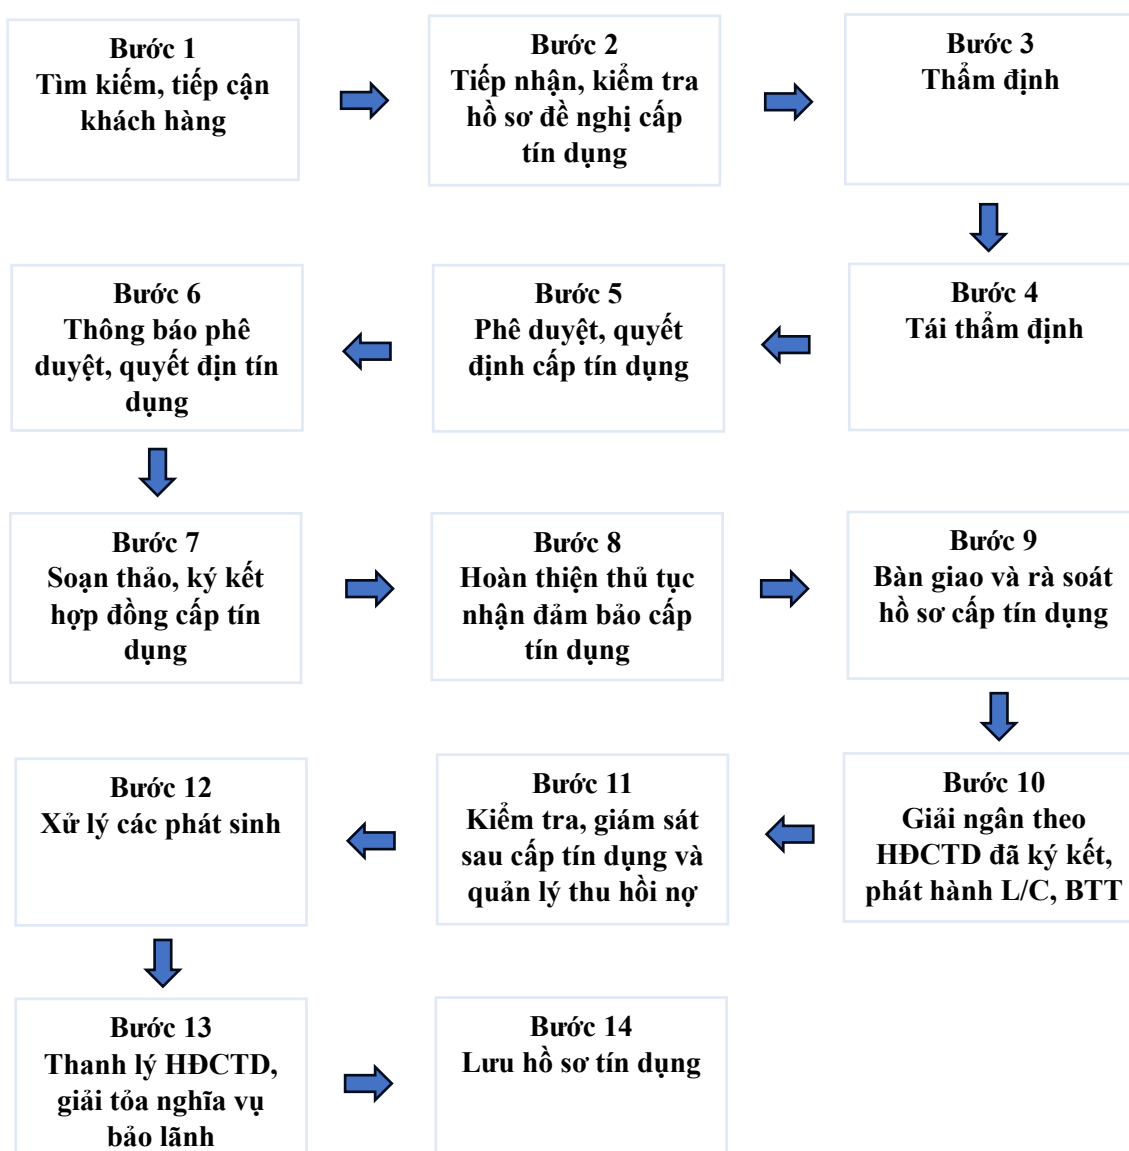 Bước 1
Tìm kiếm, tiếp cận
khách hàng
Bước 2
Tiếp nhận, kiểm tra
hồ sơ đề nghị cấp
tín dụng
Bước 3
Thẩm định
Bước 4
Tái thẩm định
Bước 5
Phê duyệt, quyết
định cấp tín dụng
Bước 6
Thông báo phê
duyệt, quyết địn tín
dụng
Bước 7
Soạn thảo, ký kết
hợp đồng cấp tín
dụng
Bước 8
Hoàn thiện thủ tục
nhận đảm bảo cấp
tín dụng
Bước 9
Bàn giao và rà soát
hồ sơ cấp tín dụng
Bước 10
Giải ngân theo
HĐCTD đã ký kết,
phát hành L/C, BTT
Bước 11
Kiểm tra, giám sát
sau cấp tín dụng và
quản lý thu hồi nợ
Bước 12
Xử lý các phát sinh
Bước 13
Thanh lý HĐCTD,
giải tỏa nghĩa vụ
bảo lãnh
Bước 14
Lưu hồ sơ tín dụng